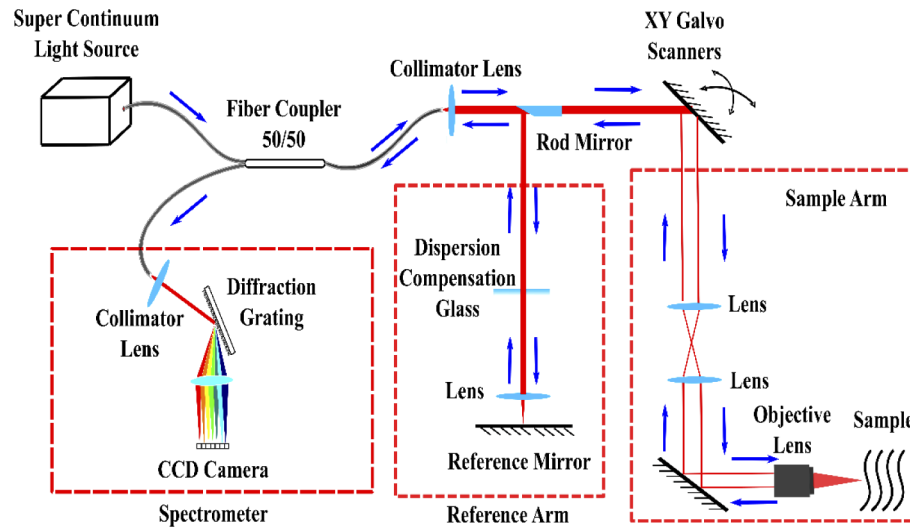 Super Continuum
Light Source
Fiber Coupler
50/50
Collimator Lens
XY Galvo
Scanners
Rod Mirror
Sample Arm
Dispersion
Compensation
Glass
Lens
Lens
Lens
Objective
Lens
Sample
Reference Mirror
Reference Arm
Collimator
Lens
Diffraction
Grating
CCD Camera
Spectrometer